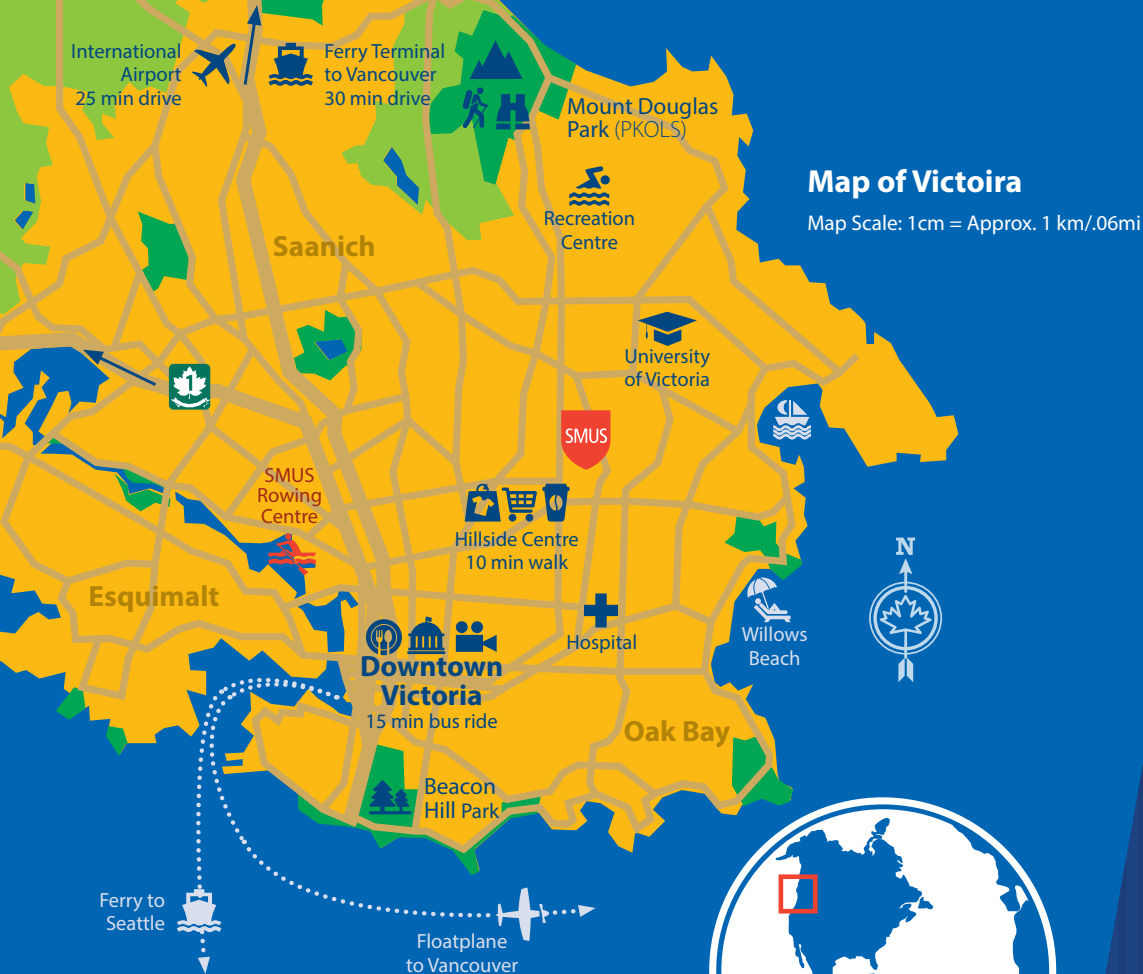 International
Airport
25 min drive
Ferry Terminal
to Vancouver
30 min drive
Mount Douglas
Park (PKOLS)
Map of Victoira
Map Scale: 1cm = Approx. 1 km/.06mi
Recreation
Centre
Saanich
University
of Victoria
1
SMUS
SMUS
Rowing
Centre
Hillside Centre
10 min walk
N
Esquimalt
Hospital
Willows
Beach
Downtown
Victoria
15 min bus ride
Oak Bay
Beacon
Hill Park
Ferry to
Seattle
Floatplane
to Vancouver